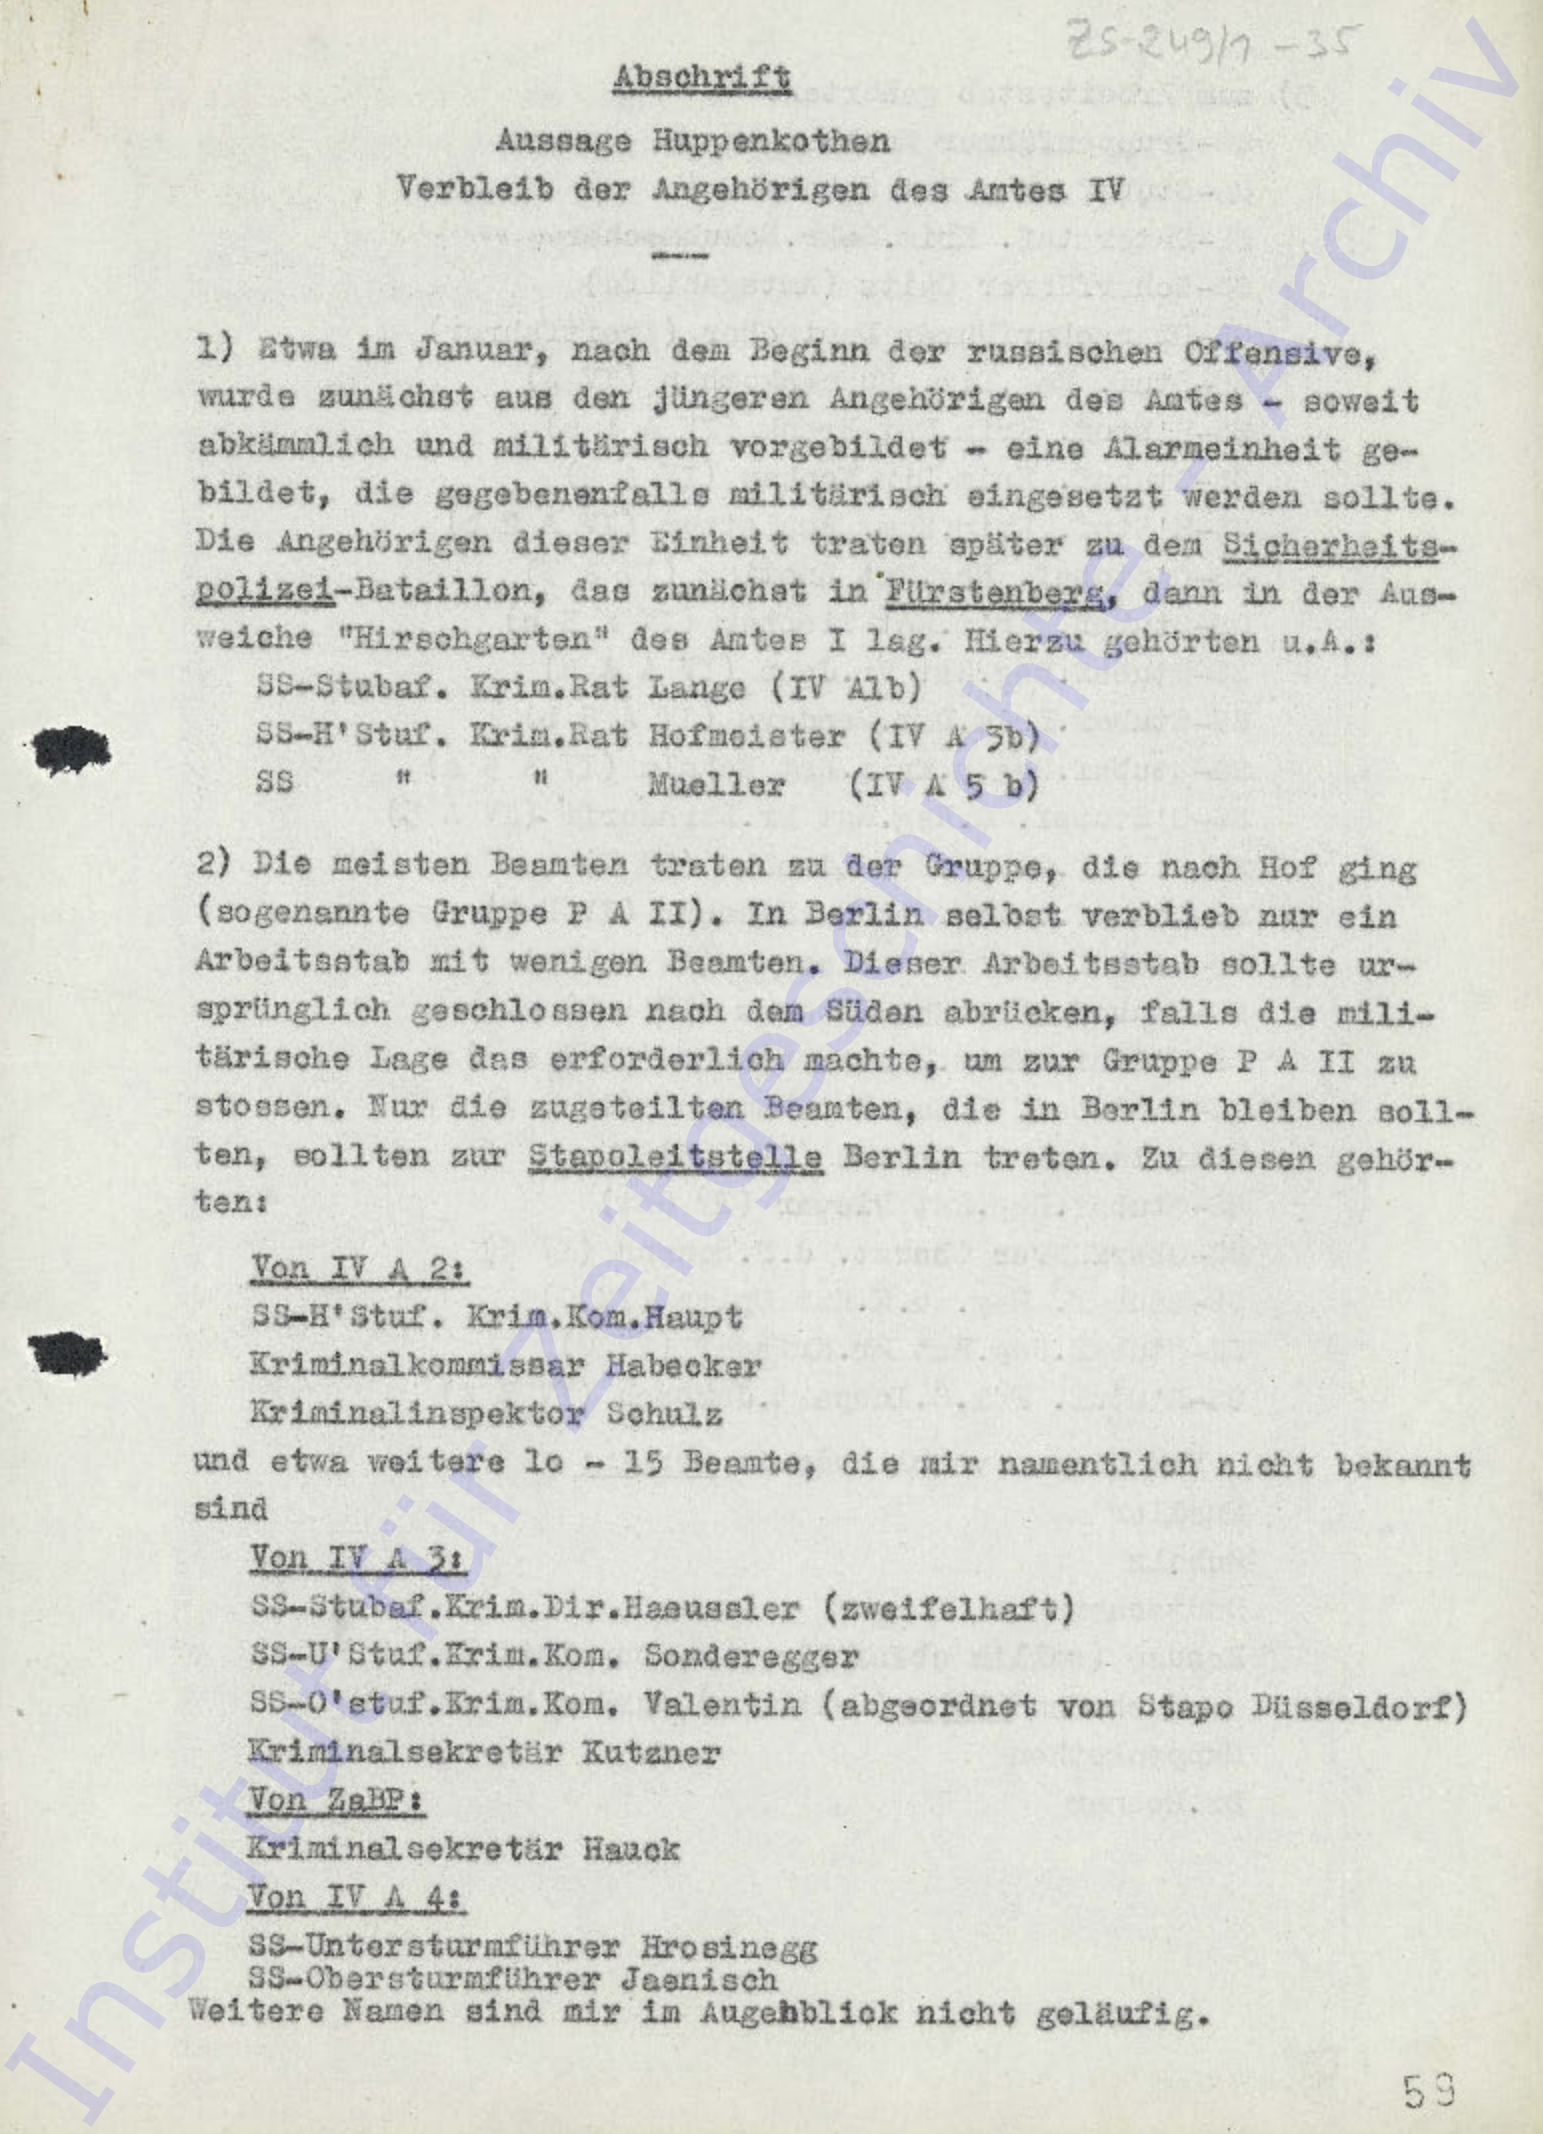 ZS-249/1 -35
Abschrift
Aussage Huppenkothen
Verbleib der Angehörigen des Amtes IV
1) Etwa im Januar, nach dem Beginn der russischen Offensive,
wurde zunächst aus den jüngeren Angehörigen des Amtes - soweit
abkämmlich und militärisch vorgebildet - eine Alarmeinheit ge-
bildet, die gegebenenfalls militärisch eingesetzt werden sollte.
Die Angehörigen dieser Einheit traten später zu dem Sicherheits-
polizei-Bataillon, das zunächst in Fürstenberg, dann in der Aus-
weiche "Hirschgarten" des Amtes I lag. Hierzu gehörten u.A.:
SS-Stubaf. Krim.Rat Lange (IV Alb)
SS-H'Stuf. Krim.Rat Hofmeister (IV A 3b)
SS " " Mueller (IV A 5 b)
2) Die meisten Beamten traten zu der Gruppe, die nach Hof ging
(sogenannte Gruppe P A II). In Berlin selbst verblieb nur ein
Arbeitsstab mit wenigen Beamten. Dieser Arbeitsstab sollte ur-
sprünglich geschlossen nach dem Süden abrücken, falls die mili-
tärische Lage das erforderlich machte, um zur Gruppe P A II zu
stossen. Nur die zugeteilten Beamten, die in Berlin bleiben soll-
ten, sollten zur Stapoleitstelle Berlin treten. Zu diesen gehör-
ten:
Von IV A 2:
SS-H'Stuf. Krim.Kom.Haupt
Kriminalkommissar Habecker
Kriminalinspektor Schulz
und etwa weitere lo - 15 Beamte, die mir namentlich nicht bekannt
sind
Von IV A 3:
SS-Stubaf.Krim.Dir.Haeussler (zweifelhaft)
SS-U'Stuf.Krim.Kom. Sonderegger
SS-O'stuf.Krim.Kom. Valentin (abgeordnet von Stapo Düsseldorf)
Kriminalsekretär Kutzner
Von ZaBP:
Kriminalsekretär Hauck
Von IV A 4:
SS-Untersturmführer Hrosinegg
SS-Obersturmführer Jaenisch
Weitere Namen sind mir im Augenblick nicht geläufig.
59
Institut für Zeitgeschichte - Archiv